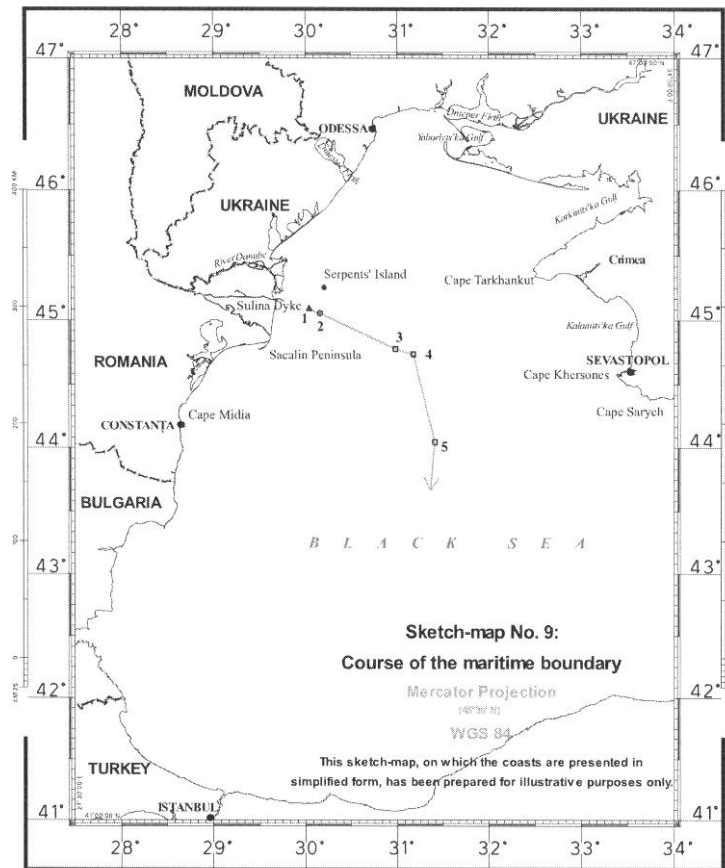 28° 29° 30° 31° 32° 33° 34°
47° 47°
MOLDOVA
ODESSA
Dnieper Firth
UKRAINE
Yahorlyts'ka Gulf
46° 46°
UKRAINE
Karkinits'ka Gulf
River Danube
Serpents' Island
Crimea
Cape Tarkhankut
45° 45°
Sulina Dyke
1 2
Kalamits'ka Gulf
3
4
Sacalin Peninsula
ROMANIA
SEVASTOPOL
Cape Khersones
Cape Midia
Cape Sarych
CONSTANȚA
44° 44°
5
BULGARIA
BLACK SEA
43° 43°
Sketch-map No. 9:
Course of the maritime boundary
42° 42°
Mercator Projection
WGS 84
TURKEY
This sketch-map, on which the coasts are presented in
simplified form, has been prepared for illustrative purposes only.
ISTANBUL
41° 41°
28° 29° 30° 31° 32° 33° 34°